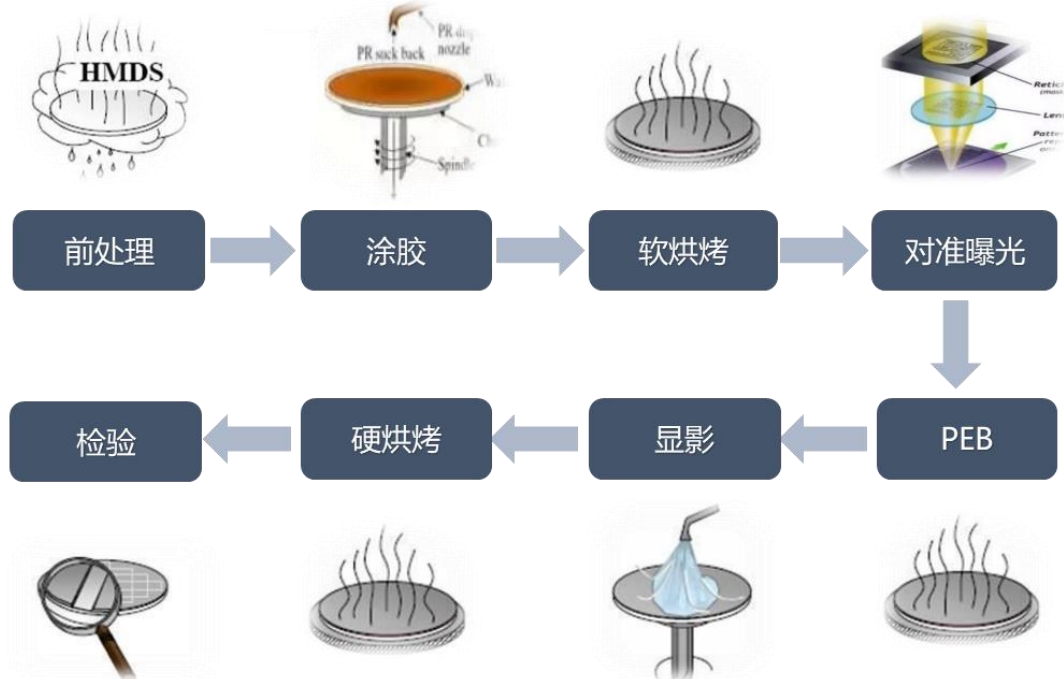 HMDS
PR suck back
nozzle
Spindle
前处理
涂胶
软烘烤
对准曝光
PEB
显影
硬烘烤
检验